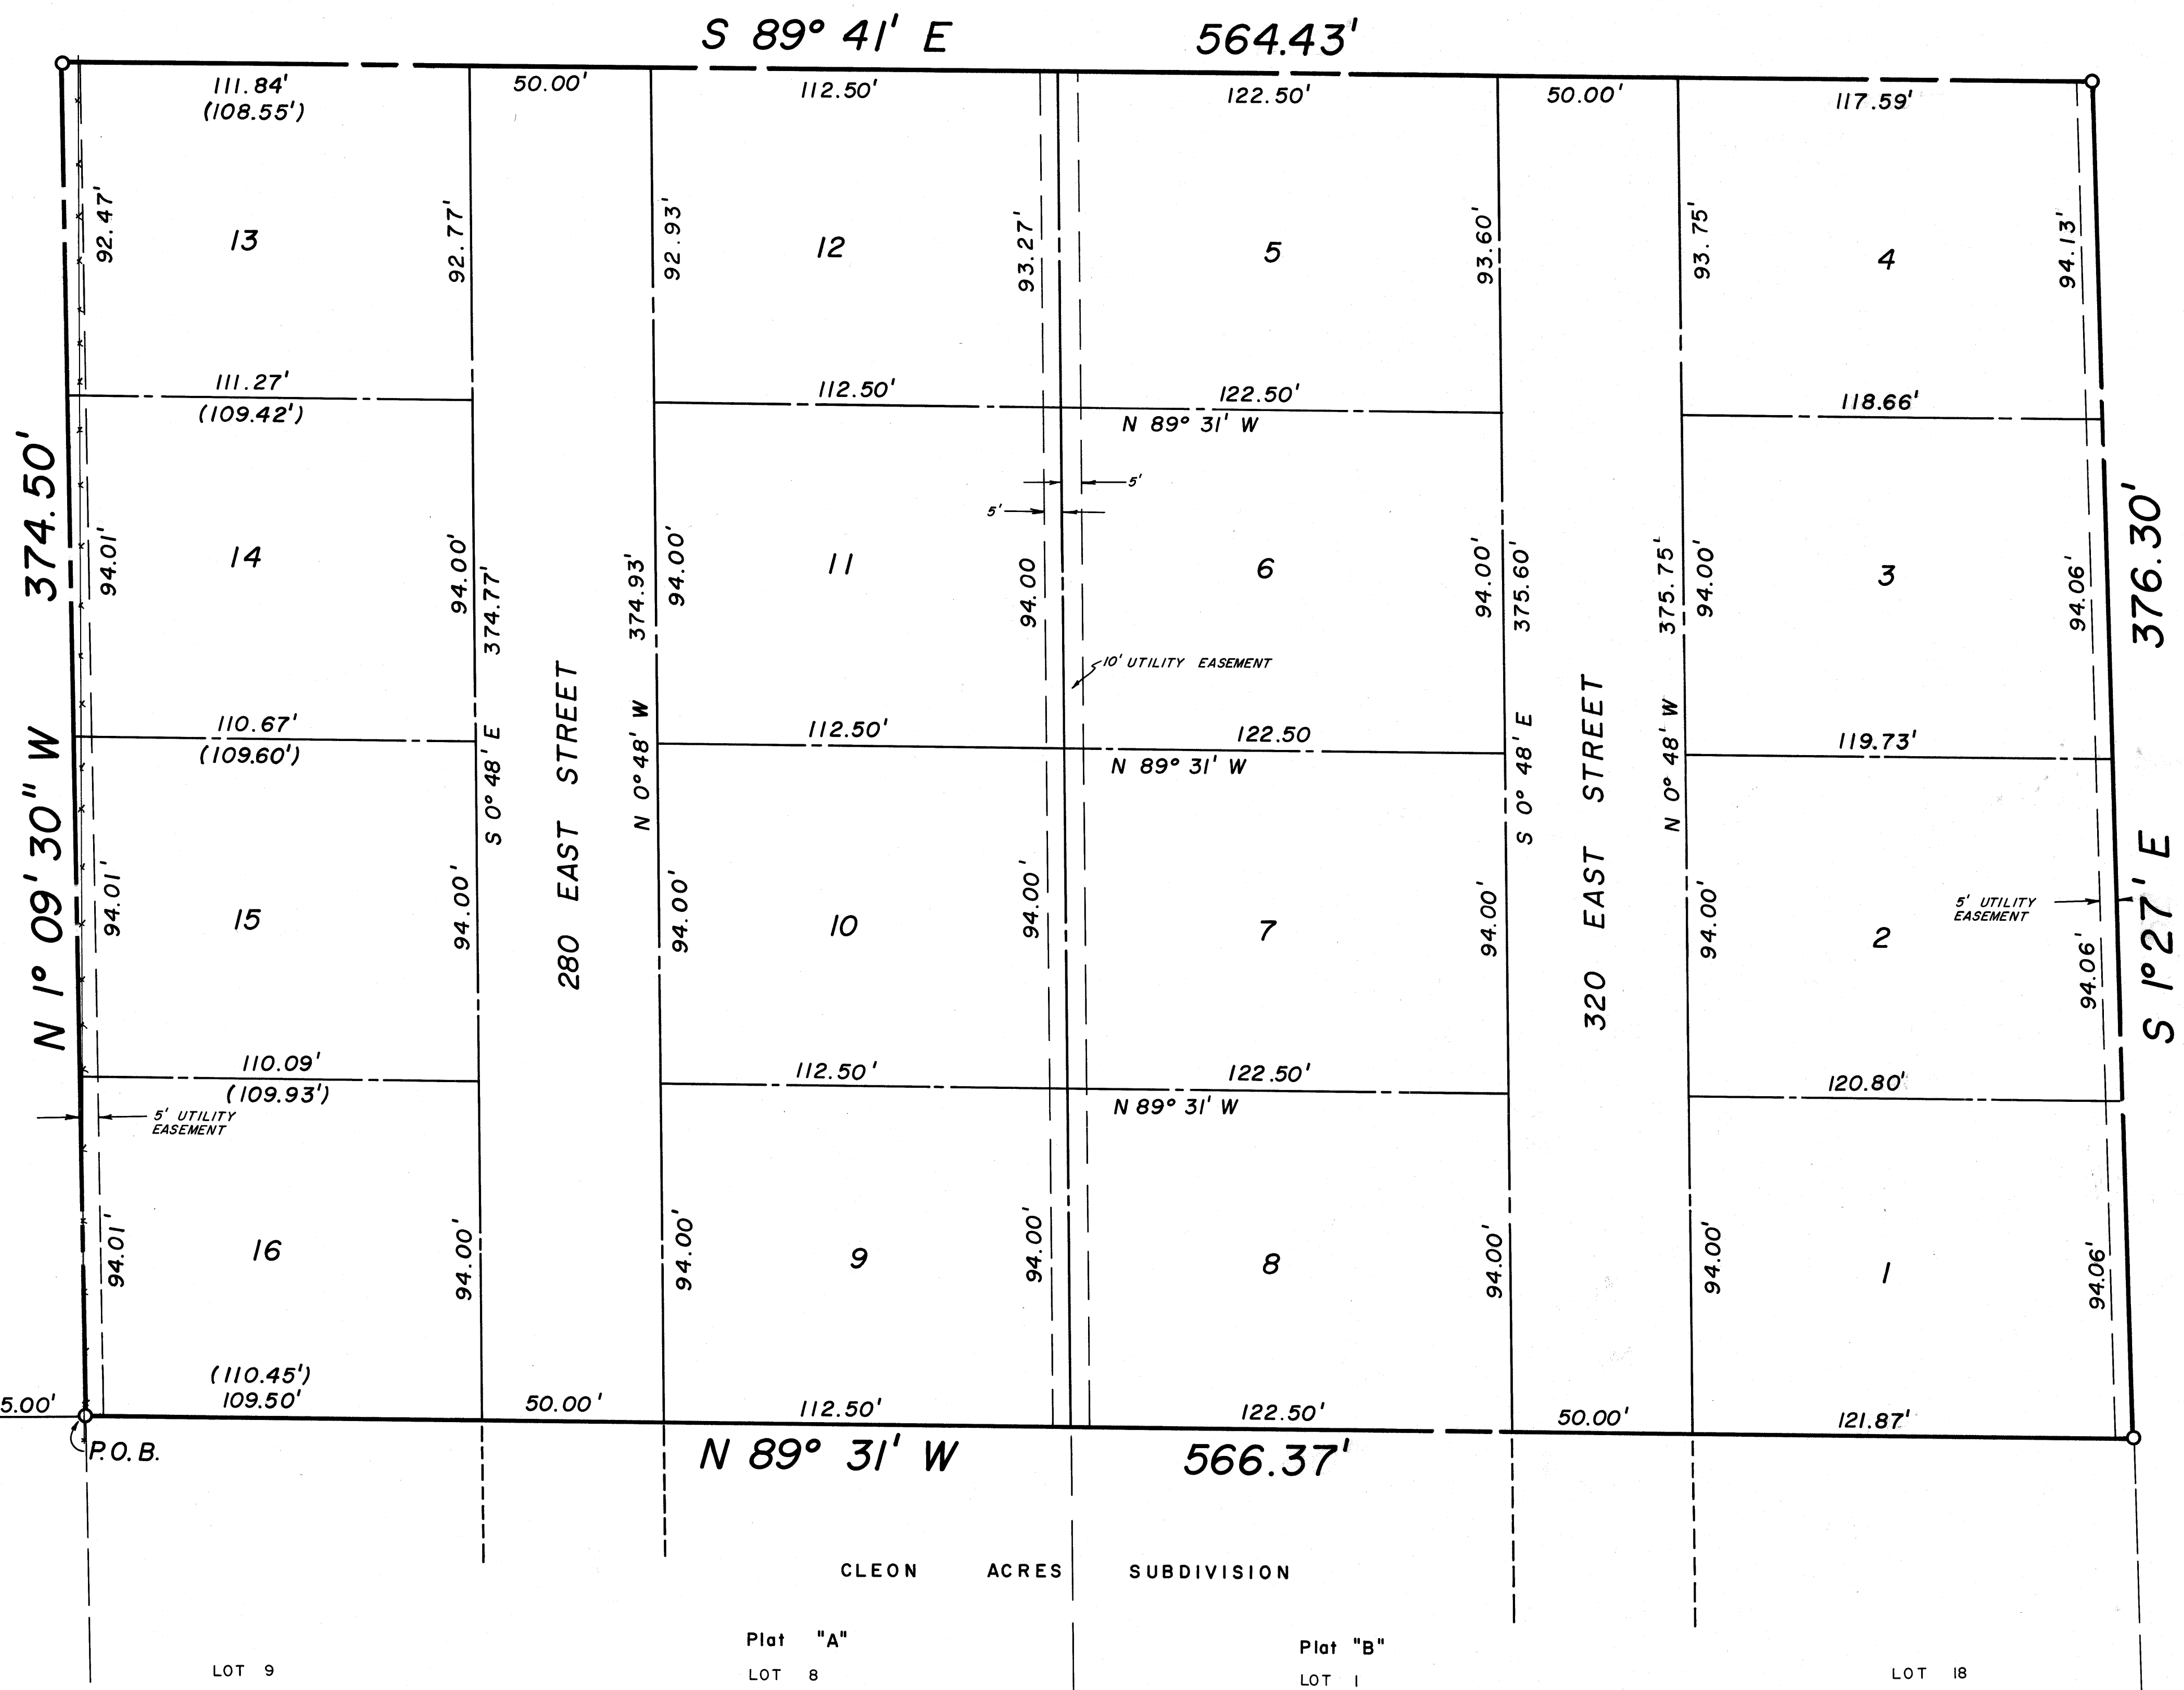 S 89° 41' E 564.43'
111.84' 50.00' 112.50' 122.50' 50.00' 117.59'
(108.55')
92.47' 92.77' 92.93' 93.27' 93.60' 93.75' 94.13'
13 12 5 4
111.27' 112.50' 122.50' 118.66'
(109.42') N 89° 31' W
5'
5'
N 1° 09' 30" W 374.50'
94.01' 94.00' 374.77' 374.93' 94.00' 94.00 94.00' 375.60' 375.75' 94.00' 94.06'
14 11 6 3
S 1° 27' E 376.30'
10' UTILITY EASEMENT
110.67' 112.50' 122.50 119.73'
(109.60') N 89° 31' W
S 0° 48' E
280 EAST STREET
N 0° 48' W
S 0° 48' E
320 EAST STREET
N 0° 48' W
94.01' 94.00' 94.00' 94.00' 94.00' 94.00' 94.06'
15 10 7 2
5' UTILITY
EASEMENT
110.09' 112.50' 122.50' 120.80'
(109.93') N 89° 31' W
5' UTILITY
EASEMENT
94.01' 94.00' 94.00' 94.00' 94.00' 94.00' 94.06'
16 9 8 1
(110.45')
5.00' 109.50' 50.00' 112.50' 122.50' 50.00' 121.87'
P.O.B.
N 89° 31' W 566.37'
CLEON ACRES SUBDIVISION
Plat "A" Plat "B"
LOT 9 LOT 8 LOT 1 LOT 18